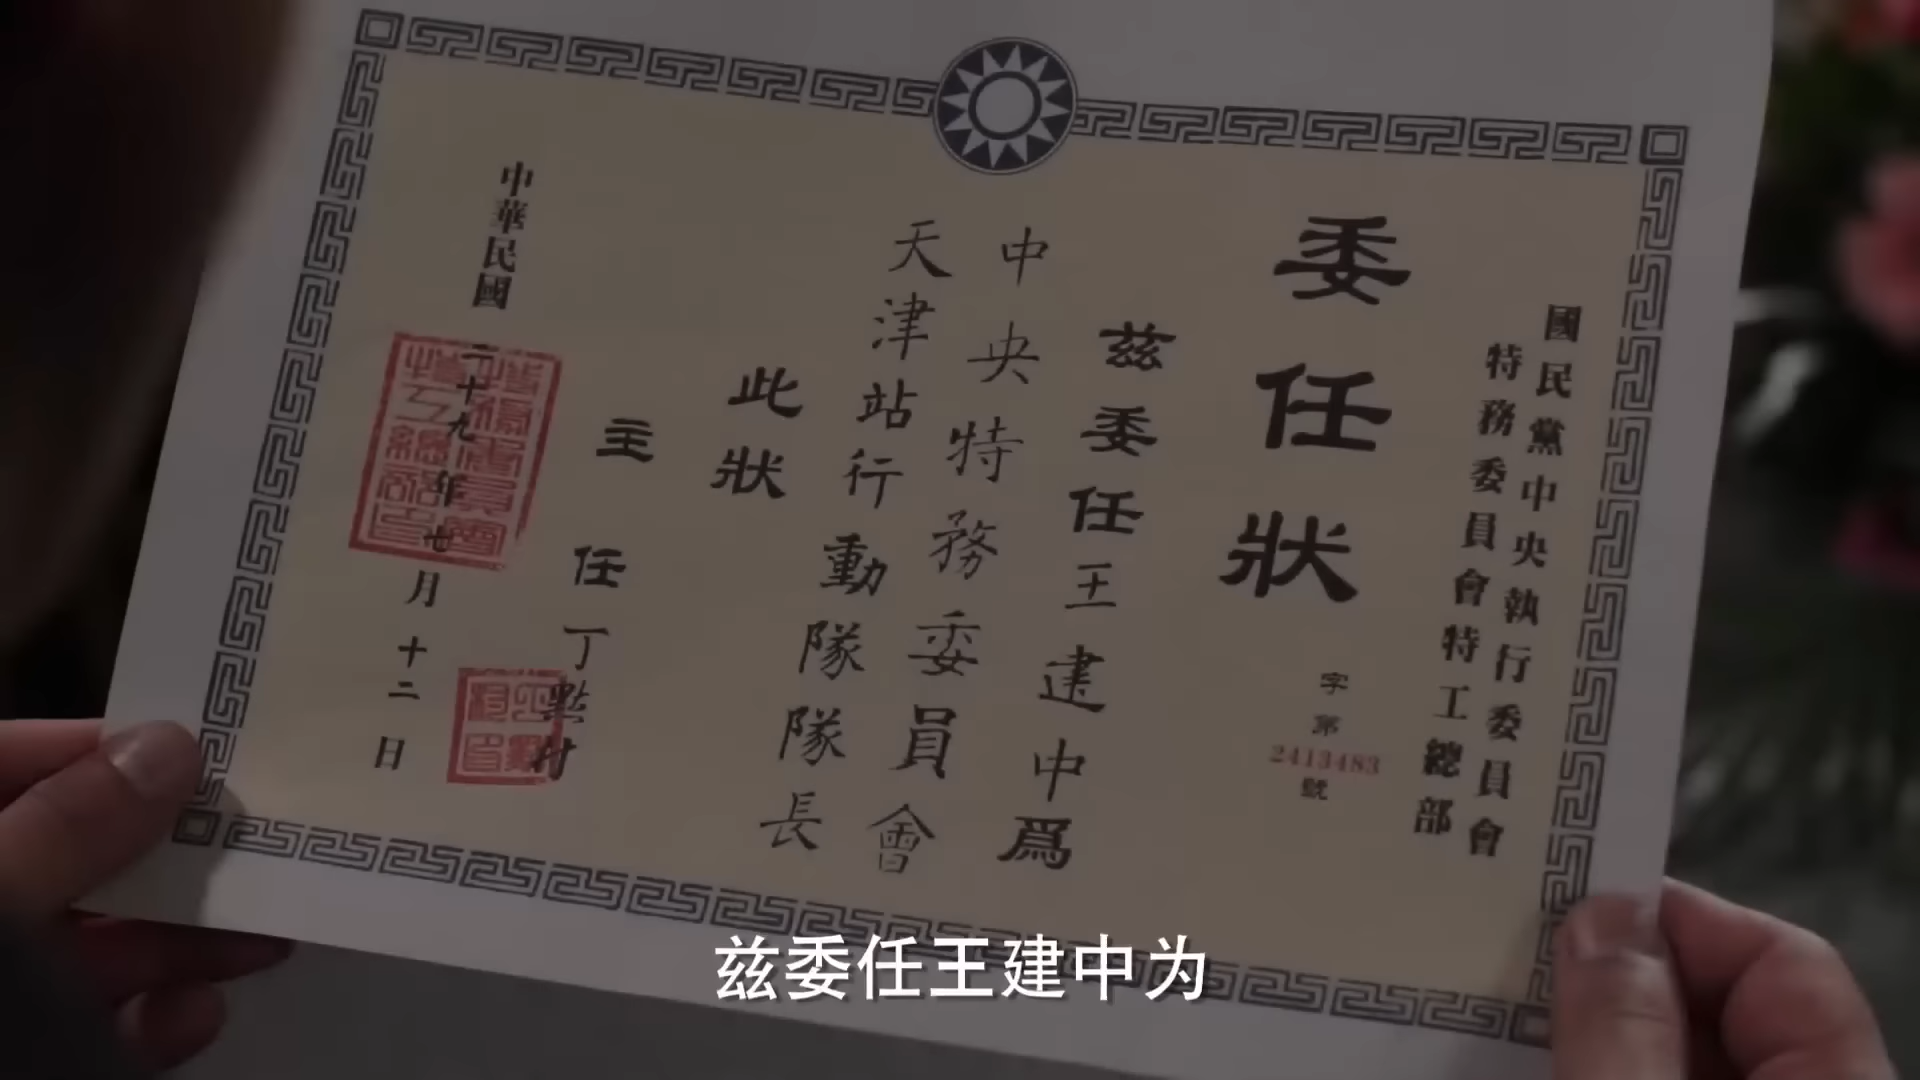 國民黨中央執行委員會
特務委員會特工總部
委任狀
字第
2413483
號
兹委任王建中爲
中央特務委員會
天津站行動隊隊長
此狀
主任丁默村
中華民國二十九年七月十二日
兹委任王建中为